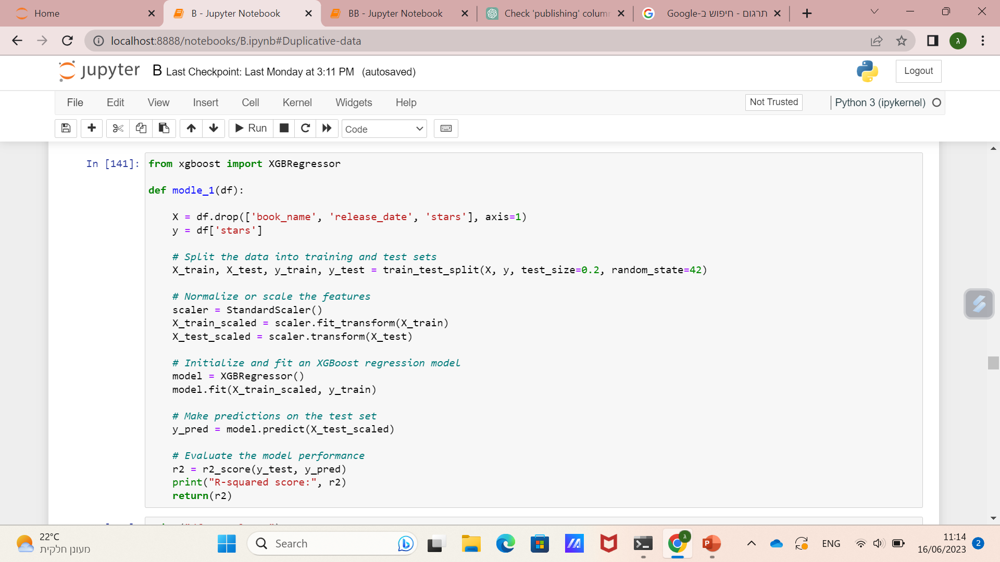 Home
B - Jupyter Notebook
BB - Jupyter Notebook
Check 'publishing' colum
תרגום - חיפוש ב-Google
localhost:8888/notebooks/B.ipynb#Duplicative-data
ג
jupyter B Last Checkpoint: Last Monday at 3:11 PM (autosaved)
Logout
File Edit View Insert Cell Kernel Widgets Help
Not Trusted
Python 3 (ipykernel)
Run
Code
In [141]:
from xgboost import XGBRegressor
def modle_1(df):
X = df.drop(['book_name', 'release_date', 'stars'], axis=1)
y = df['stars']
# Split the data into training and test sets
X_train, X_test, y_train, y_test = train_test_split(X, y, test_size=0.2, random_state=42)
# Normalize or scale the features
scaler = StandardScaler()
X_train_scaled = scaler.fit_transform(X_train)
X_test_scaled = scaler.transform(X_test)
# Initialize and fit an XGBoost regression model
model = XGBRegressor()
model.fit(X_train_scaled, y_train)
# Make predictions on the test set
y_pred = model.predict(X_test_scaled)
# Evaluate the model performance
r2 = r2_score(y_test, y_pred)
print("R-squared score:", r2)
return(r2)
22°C
מעונן חלקית
Search
ENG
11:14
16/06/2023
2